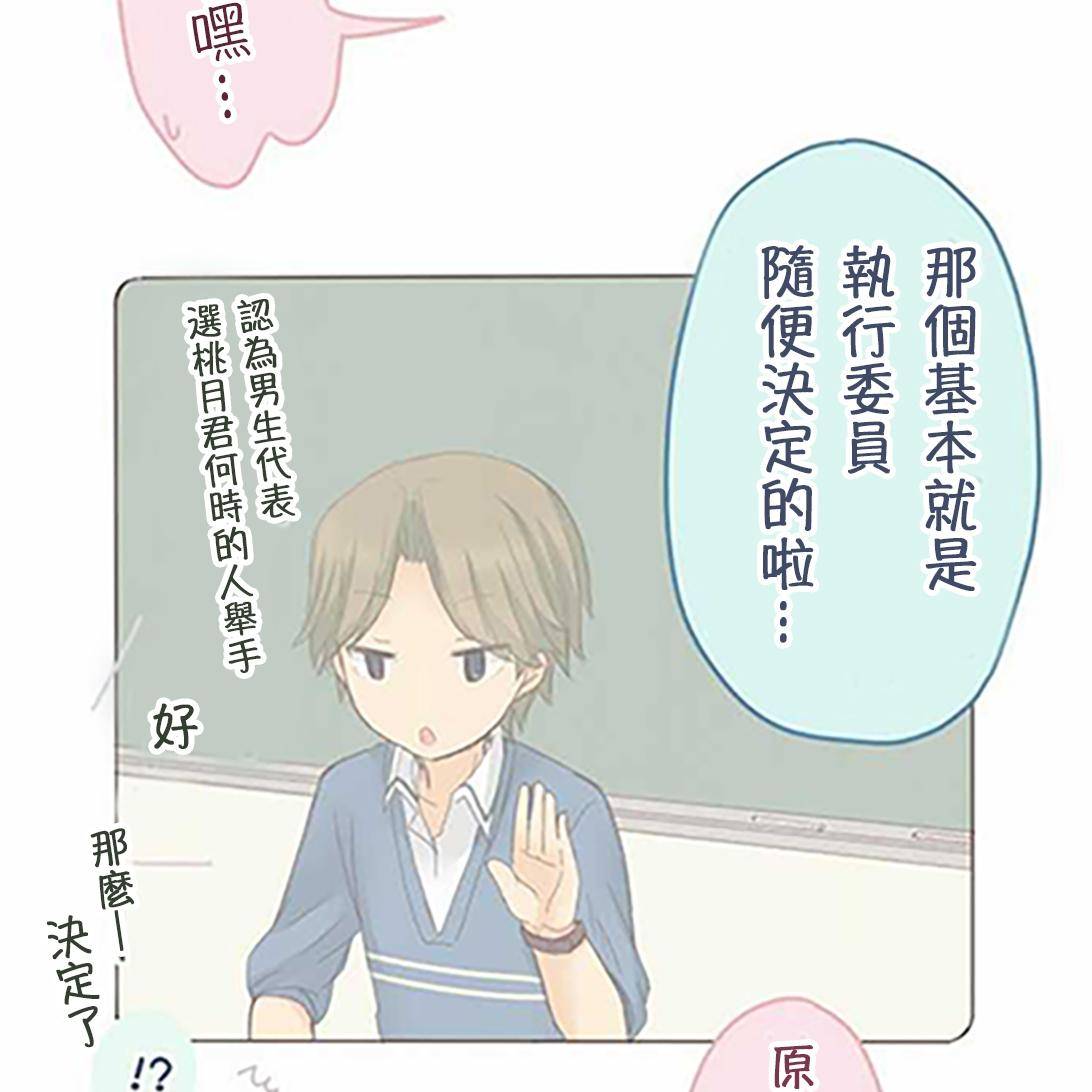 嘿…
那個基本就是
執行委員
隨便決定的啦…
認為男生代表
選桃月君何時的人舉手
好
那麼—
決定了
!?
原